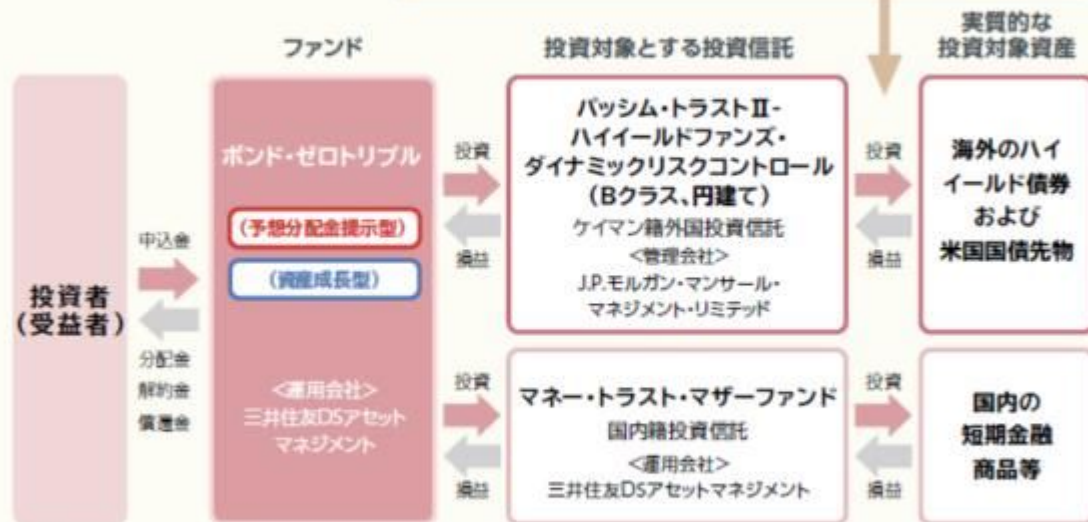 実質的な
ファンド
投資対象とする投資信託
投資対象資産
投資者
(受益者)
申込金
分配金
解約金
償還金
ボンド・ゼロトリプル
(予想分配金提示型)
(資産成長型)
<運用会社>
三井住友DSアセット
マネジメント
投資
損益
パッシム・トラストⅡ-
ハイイールドファンズ・
ダイナミックリスクコントロール
(Bクラス、円建て)
ケイマン籍外国投資信託
<管理会社>
J.P.モルガン・マンサール・
マネジメント・リミテッド
投資
損益
海外のハイ
イールド債券
および
米国国債先物
投資
損益
マネー・トラスト・マザーファンド
国内籍投資信託
<運用会社>
三井住友DSアセットマネジメント
投資
損益
国内の
短期金融
商品等